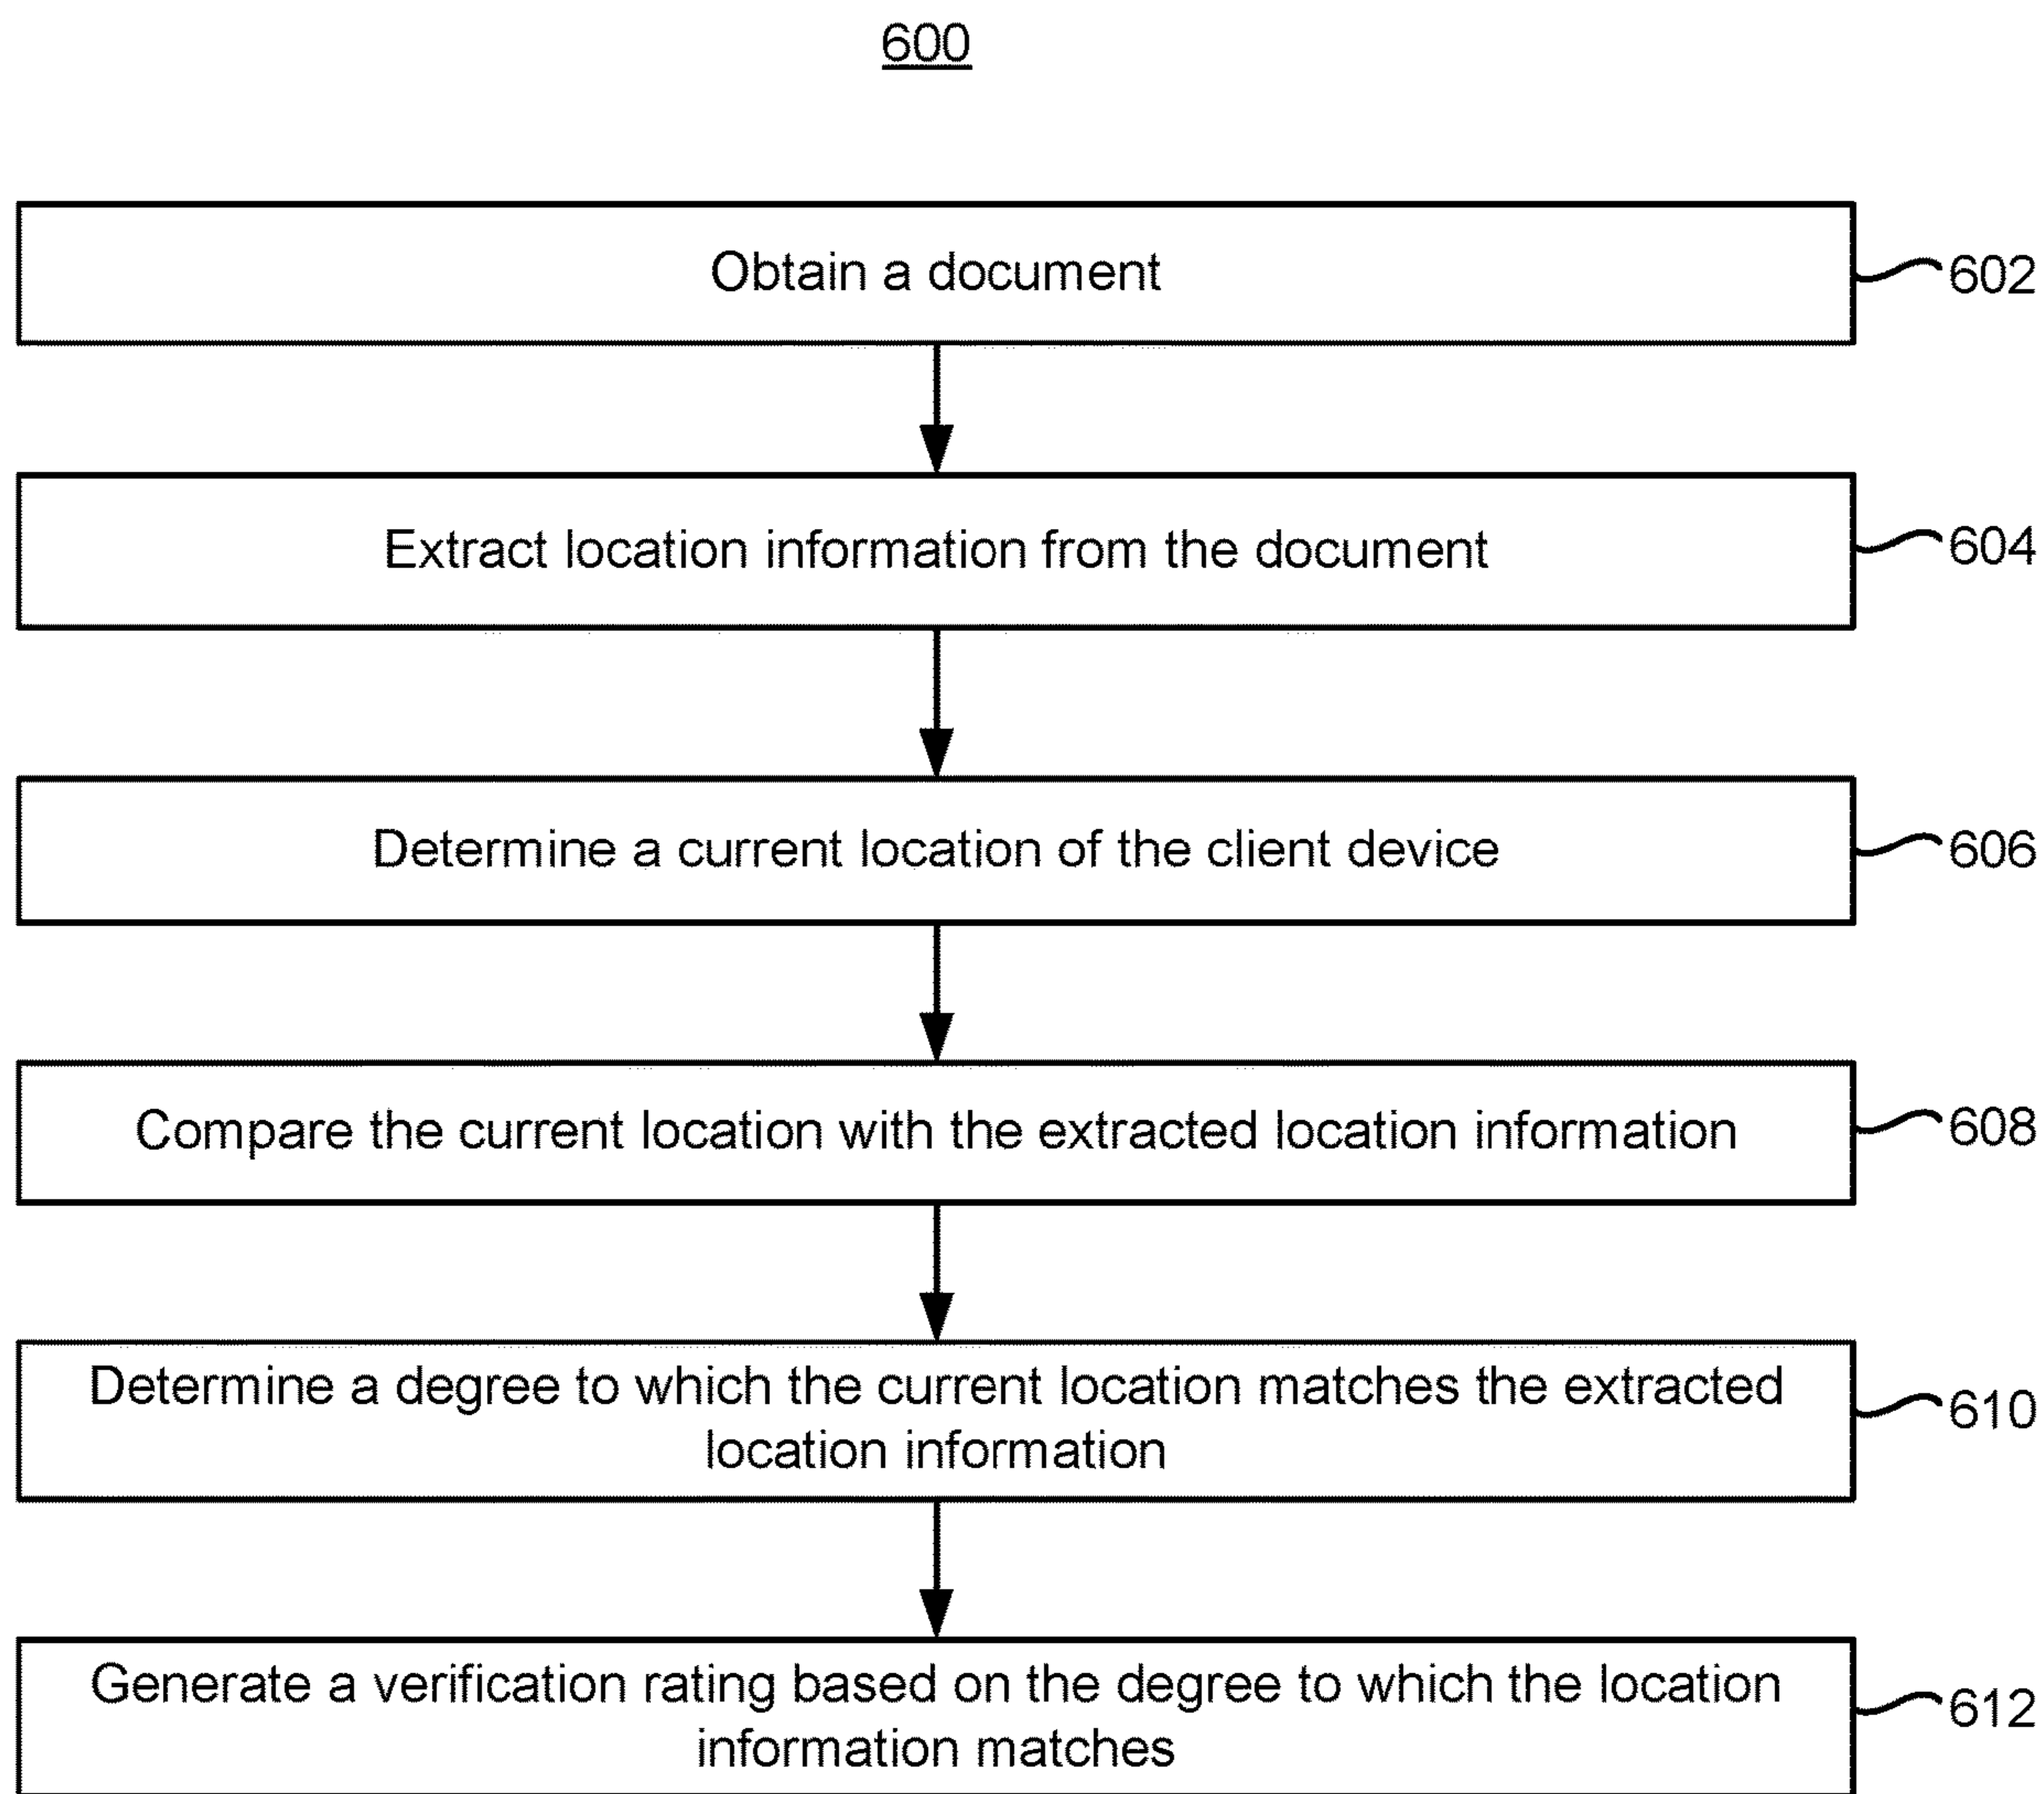 600
Obtain a document
602
Extract location information from the document
604
Determine a current location of the client device
606
Compare the current location with the extracted location information
608
Determine a degree to which the current location matches the extracted
location information
610
Generate a verification rating based on the degree to which the location
information matches
612